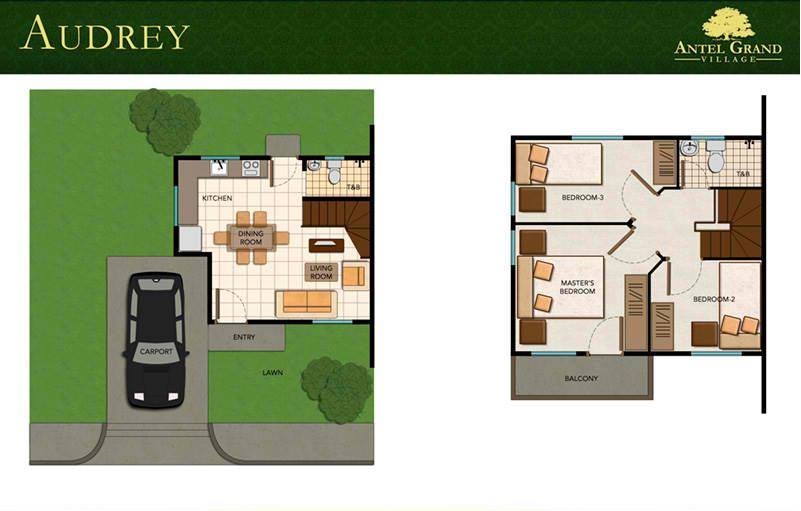 AUDREY
ANTEL GRAND
VILLAGE
KITCHEN
T&B
DINING
ROOM
LIVING
ROOM
ENTRY
CARPORT
LAWN
BEDROOM-3
T&B
MASTER'S
BEDROOM
BEDROOM-2
BALCONY